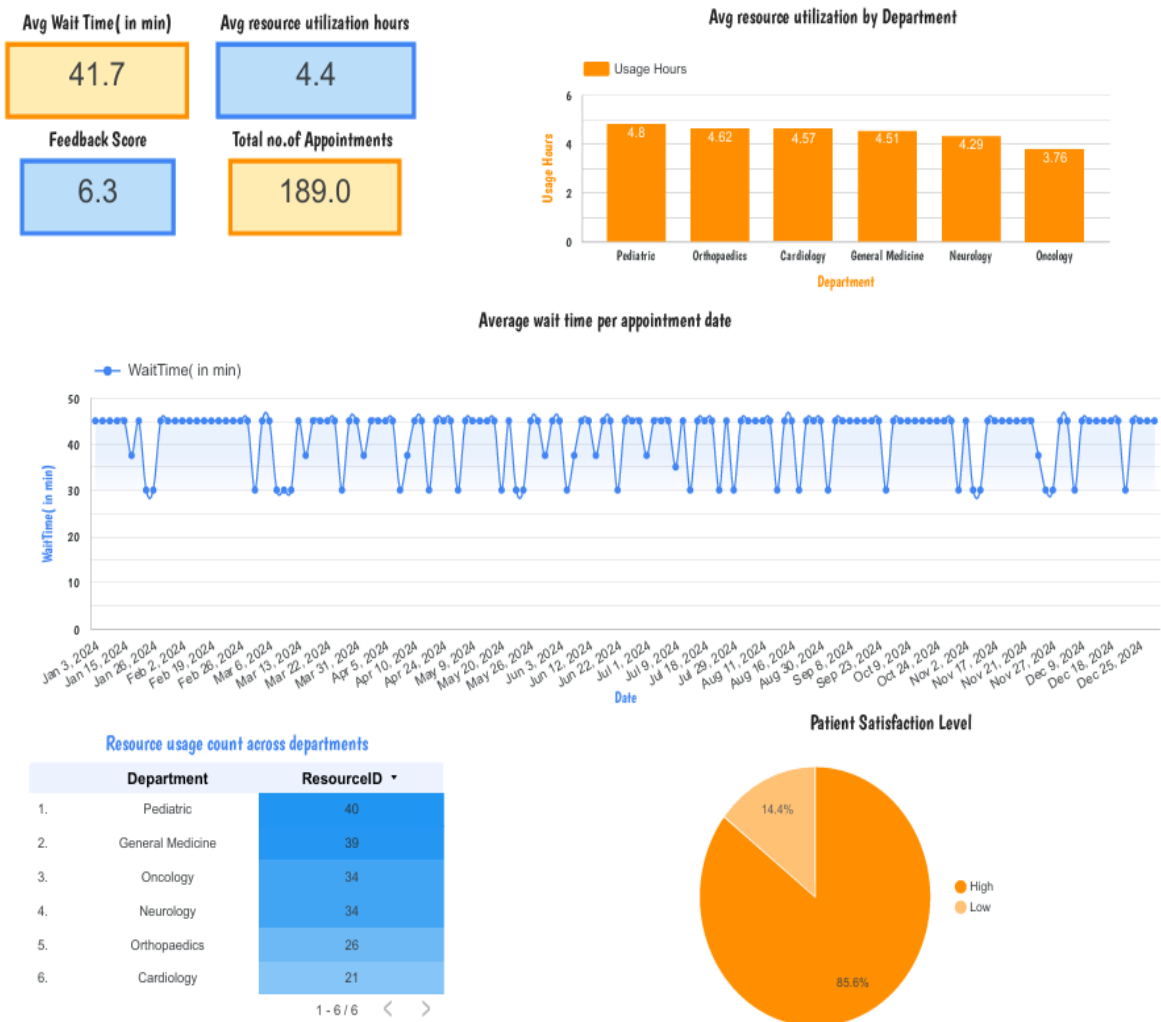 Avg Wait Time( in min)
41.7
Avg resource utilization hours
4.4
Feedback Score
6.3
Total no.of Appointments
189.0
Avg resource utilization by Department
Usage Hours
Usage Hours
6
4
2
0
4.8
4.62
4.57
4.51
4.29
3.76
Pediatric
Orthopaedics
Cardiology
General Medicine
Neurology
Oncology
Department
Average wait time per appointment date
WaitTime( in min)
WaitTime( in min)
50
40
30
20
10
0
Jan 3, 2024
Jan 15, 2024
Jan 26, 2024
Feb 2, 2024
Feb 19, 2024
Feb 26, 2024
Mar 6, 2024
Mar 13, 2024
Mar 22, 2024
Mar 31, 2024
Apr 5, 2024
Apr 10, 2024
Apr 24, 2024
May 9, 2024
May 20, 2024
May 26, 2024
Jun 3, 2024
Jun 12, 2024
Jun 22, 2024
Jul 1, 2024
Jul 9, 2024
Jul 18, 2024
Jul 29, 2024
Aug 11, 2024
Aug 16, 2024
Aug 30, 2024
Sep 8, 2024
Sep 23, 2024
Oct 9, 2024
Oct 24, 2024
Nov 2, 2024
Nov 17, 2024
Nov 21, 2024
Nov 27, 2024
Dec 9, 2024
Dec 18, 2024
Dec 25, 2024
Date
Resource usage count across departments
Department ResourceID
1. Pediatric 40
2. General Medicine 39
3. Oncology 34
4. Neurology 34
5. Orthopaedics 26
6. Cardiology 21
1 - 6 / 6
Patient Satisfaction Level
14.4%
85.6%
High
Low